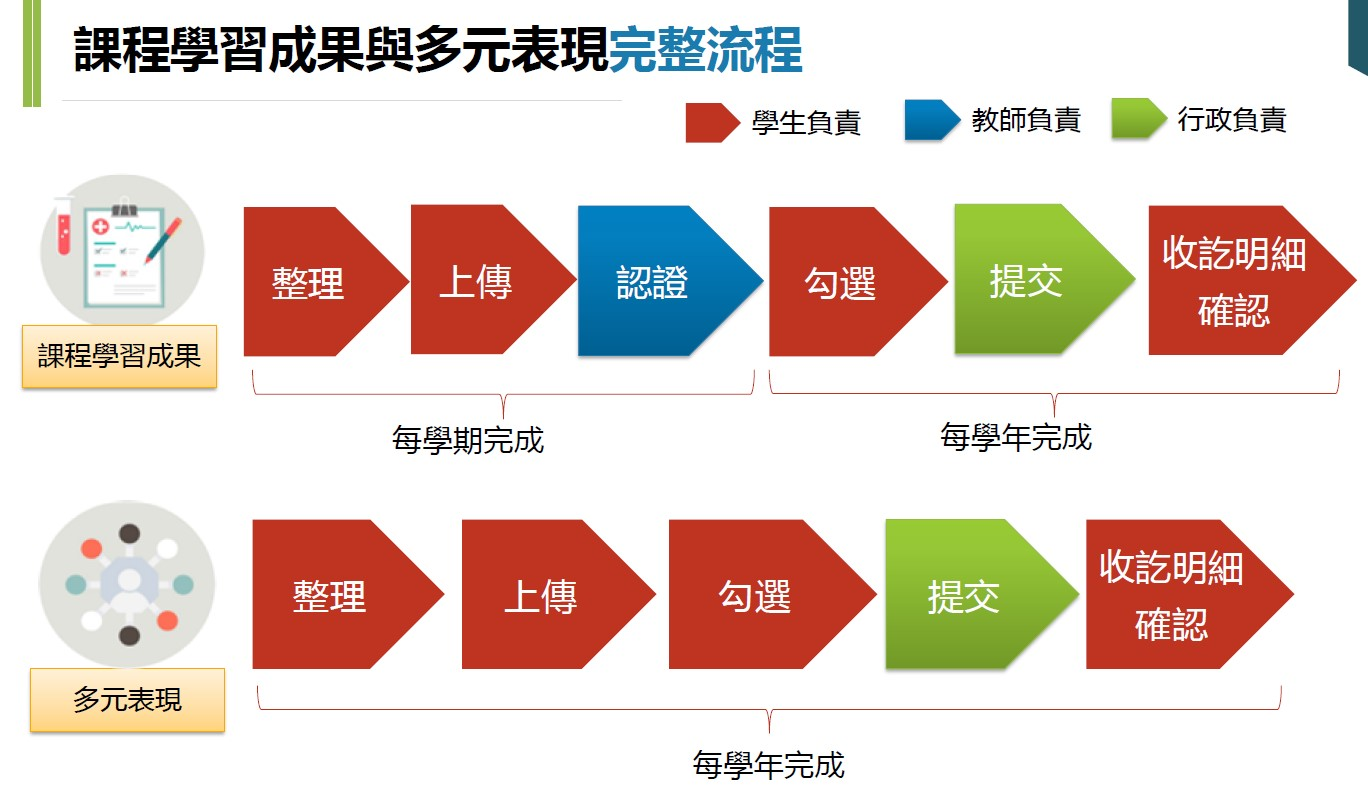 課程學習成果與多元表現完整流程
學生負責
教師負責
行政負責
整理
上傳
認證
勾選
提交
收訖明細
確認
課程學習成果
每學期完成
每學年完成
整理
上傳
勾選
提交
收訖明細
確認
多元表現
每學年完成